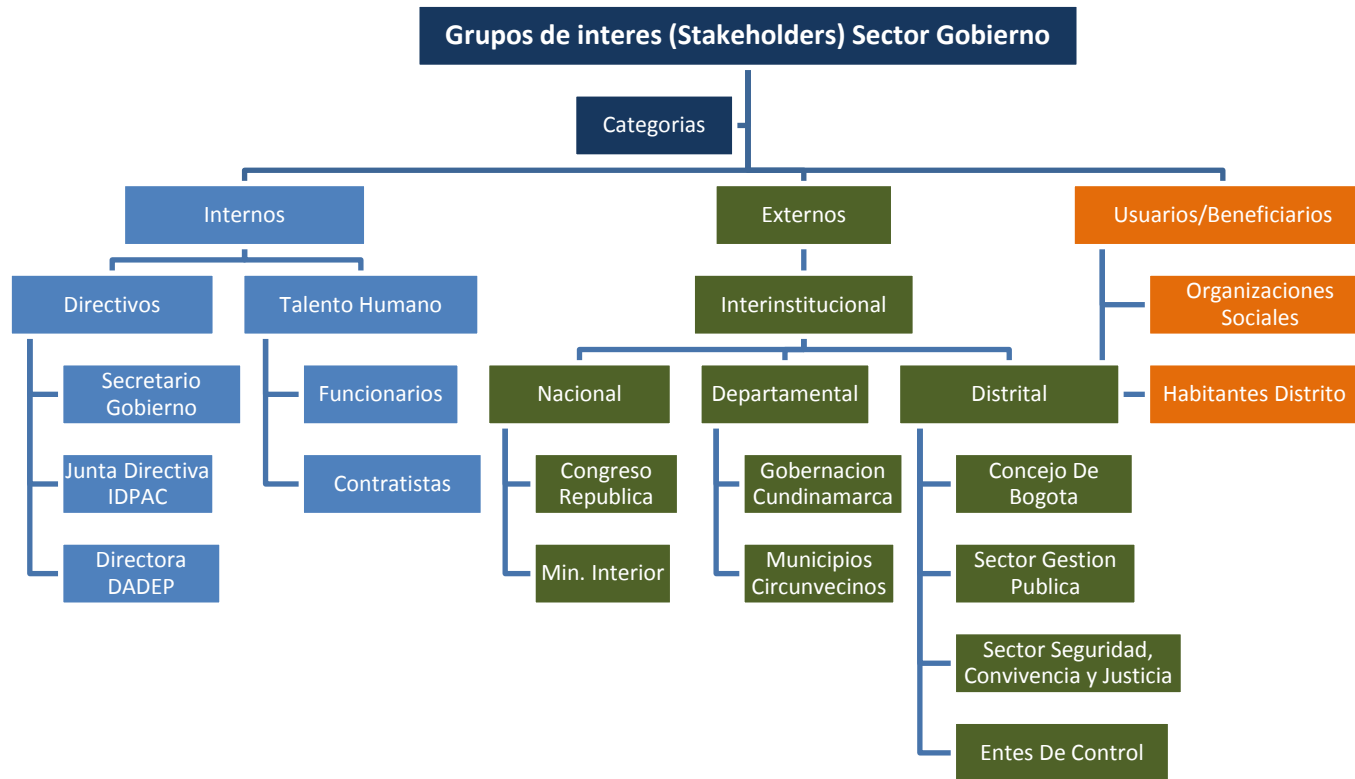 Grupos de interes (Stakeholders) Sector Gobierno
Categorias
Internos
Externos
Usuarios/Beneficiarios
Directivos
Talento Humano
Interinstitucional
Organizaciones
Sociales
Secretario
Gobierno
Funcionarios
Nacional
Departamental
Distrital
Habitantes Distrito
Junta Directiva
IDPAC
Contratistas
Congreso
Republica
Gobernacion
Cundinamarca
Concejo De
Bogota
Directora
DADEP
Min. Interior
Municipios
Circunvecinos
Sector Gestion
Publica
Sector Seguridad,
Convivencia y Justicia
Entes De Control